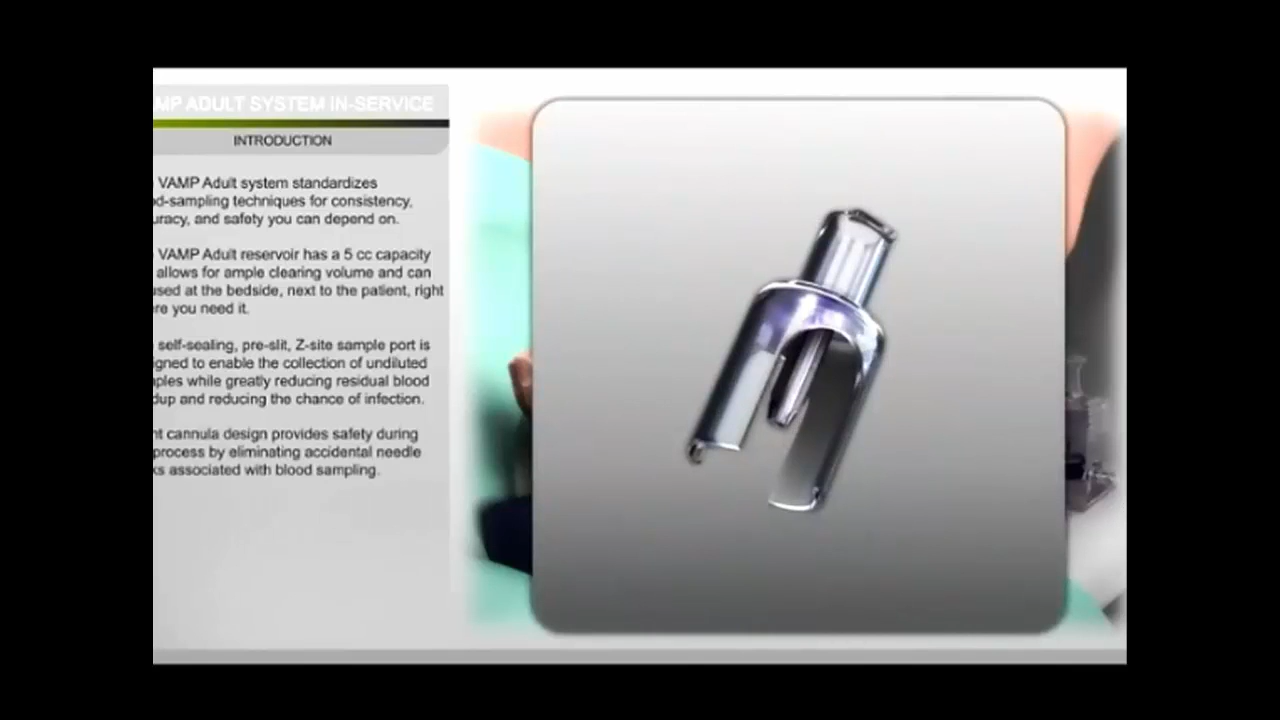 MP ADULT SYSTEM IN-SERVICE
INTRODUCTION
VAMP Adult system standardizes
d-sampling techniques for consistency,
uracy, and safety you can depend on.
VAMP Adult reservoir has a 5 cc capacity
allows for ample clearing volume and can
used at the bedside, next to the patient, right
re you need it.
self-sealing, pre-slit, Z-site sample port is
igned to enable the collection of undiluted
ples while greatly reducing residual blood
dup and reducing the chance of infection.
nt cannula design provides safety during
process by eliminating accidental needle
ks associated with blood sampling.